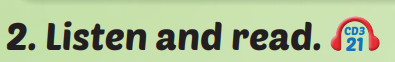 2. Listen and read. CD3
21